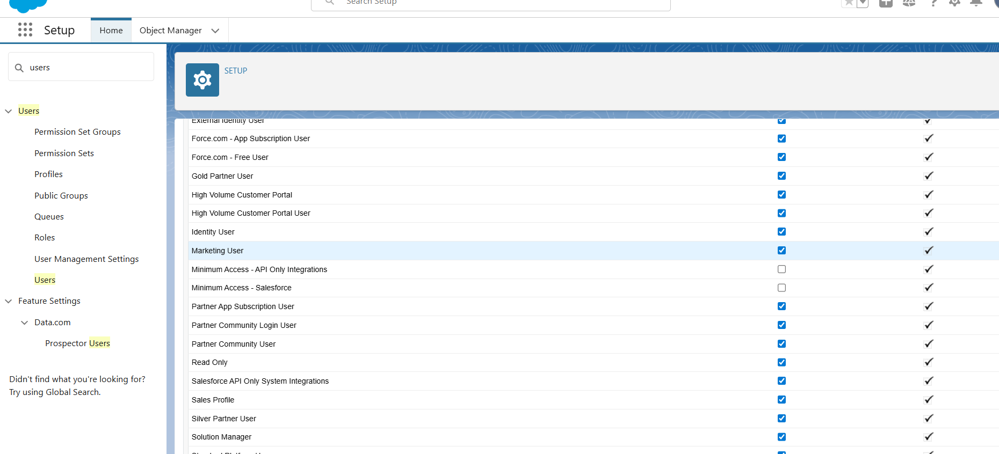 Search Setup
Setup
Home
Object Manager
users
Users
Permission Set Groups
Permission Sets
Profiles
Public Groups
Queues
Roles
User Management Settings
Users
Feature Settings
Data.com
Prospector Users
Didn't find what you're looking for?
Try using Global Search.
SETUP
External Identity User
Force.com - App Subscription User
Force.com - Free User
Gold Partner User
High Volume Customer Portal
High Volume Customer Portal User
Identity User
Marketing User
Minimum Access - API Only Integrations
Minimum Access - Salesforce
Partner App Subscription User
Partner Community Login User
Partner Community User
Read Only
Salesforce API Only System Integrations
Sales Profile
Silver Partner User
Solution Manager